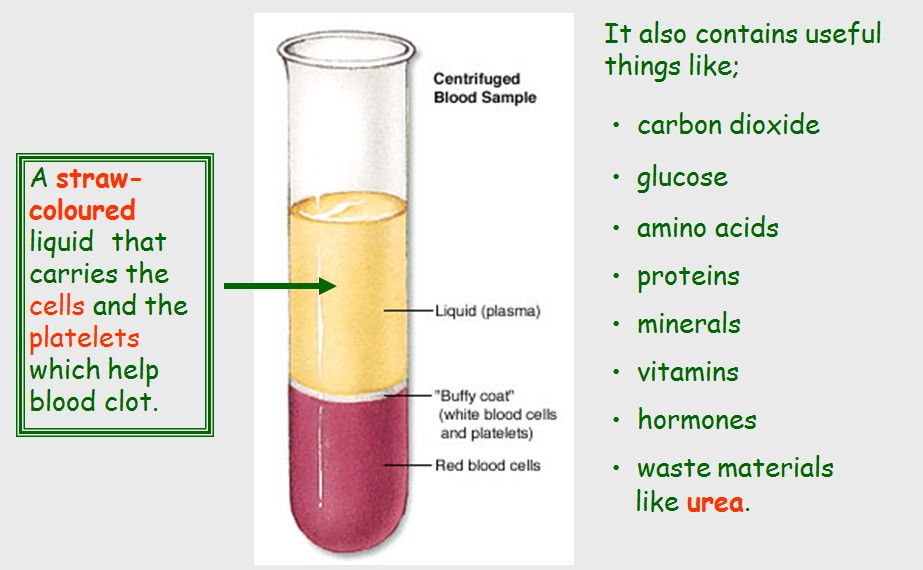 A straw-
coloured
liquid that
carries the
cells and the
platelets
which help
blood clot.
Centrifuged
Blood Sample
Liquid (plasma)
"Buffy coat"
(white blood cells
and platelets)
Red blood cells
It also contains useful
things like;
• carbon dioxide
• glucose
• amino acids
• proteins
• minerals
• vitamins
• hormones
• waste materials
like urea.